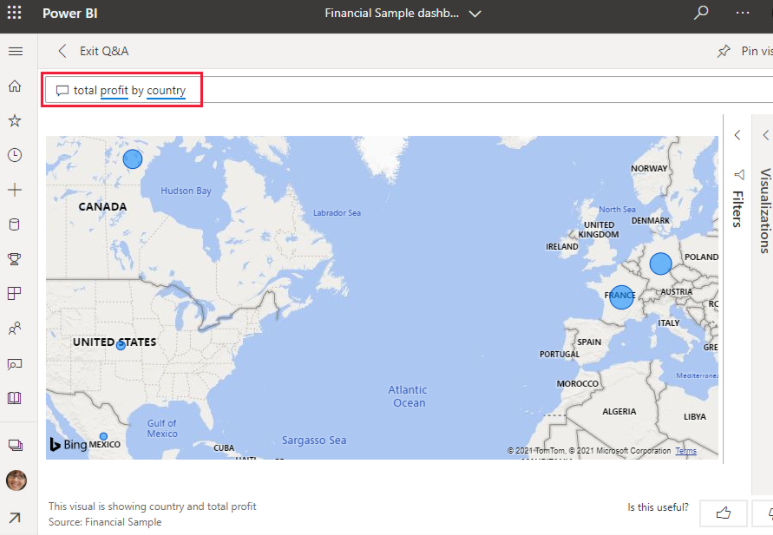 Power BI
Financial Sample dashb...
Exit Q&A
Pin vis
total profit by country
NORWAY
Hudson Bay
CANADA
Labrador Sea
North Sea
UNITED KINGDOM
DENMARK
IRELAND
POLAND
FRANCE
AUSTRIA
RO
ITALY
UNITED STATES
SPAIN
PORTUGAL
GRE
Atlantic
Ocean
Mediterranea
MOROCCO
ALGERIA
LIBYA
Gulf of
Mexico
Bing
MEXICO
CUBA
Sargasso Sea
HAITI
© 2021 TomTom, © 2021 Microsoft Corporation Terms
Filters
Visualizations
This visual is showing country and total profit
Source: Financial Sample
Is this useful?